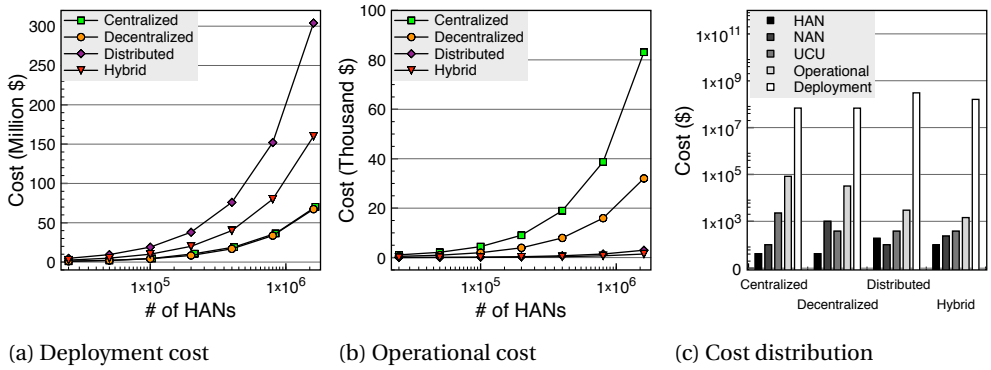 Centralized
Decentralized
Distributed
Hybrid
300
250
200
150
100
50
0
Cost (Million $)
1×10^5
1×10^6
# of HANs
(a) Deployment cost
Centralized
Decentralized
Distributed
Hybrid
100
80
60
40
20
0
Cost (Thousand $)
1×10^5
1×10^6
# of HANs
(b) Operational cost
HAN
NAN
UCU
Operational
Deployment
1×10^11
1×10^9
1×10^7
1×10^5
1×10^3
0
Cost ($)
Centralized
Decentralized
Distributed
Hybrid
(c) Cost distribution